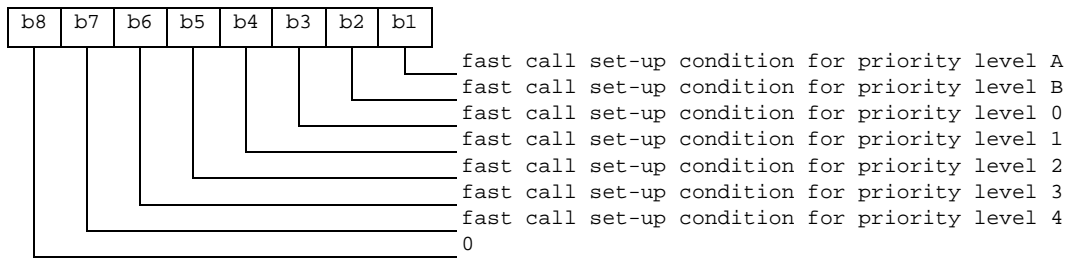 b8 b7 b6 b5 b4 b3 b2 b1
fast call set-up condition for priority level A
fast call set-up condition for priority level B
fast call set-up condition for priority level 0
fast call set-up condition for priority level 1
fast call set-up condition for priority level 2
fast call set-up condition for priority level 3
fast call set-up condition for priority level 4
0